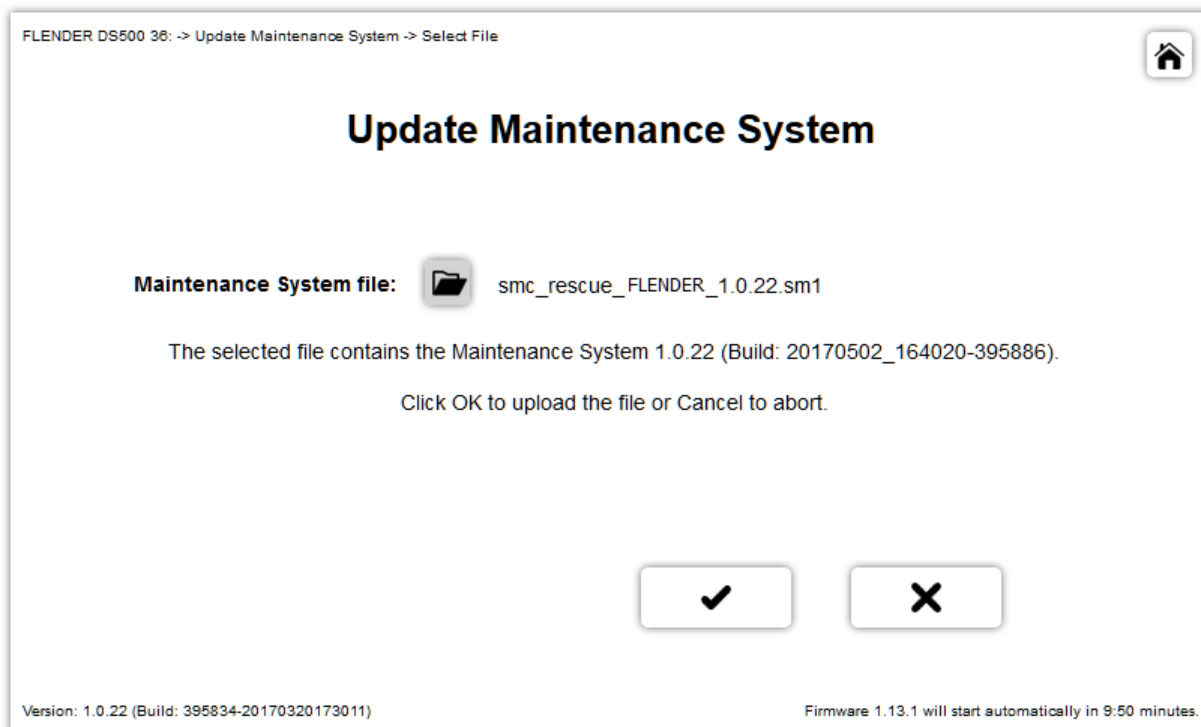 FLENDER DS500 36: -> Update Maintenance System -> Select File
Update Maintenance System
Maintenance System file: smc_rescue_FLENDER_1.0.22.sm1
The selected file contains the Maintenance System 1.0.22 (Build: 20170502_164020-395886).
Click OK to upload the file or Cancel to abort.
Version: 1.0.22 (Build: 395834-20170320173011) Firmware 1.13.1 will start automatically in 9:50 minutes.